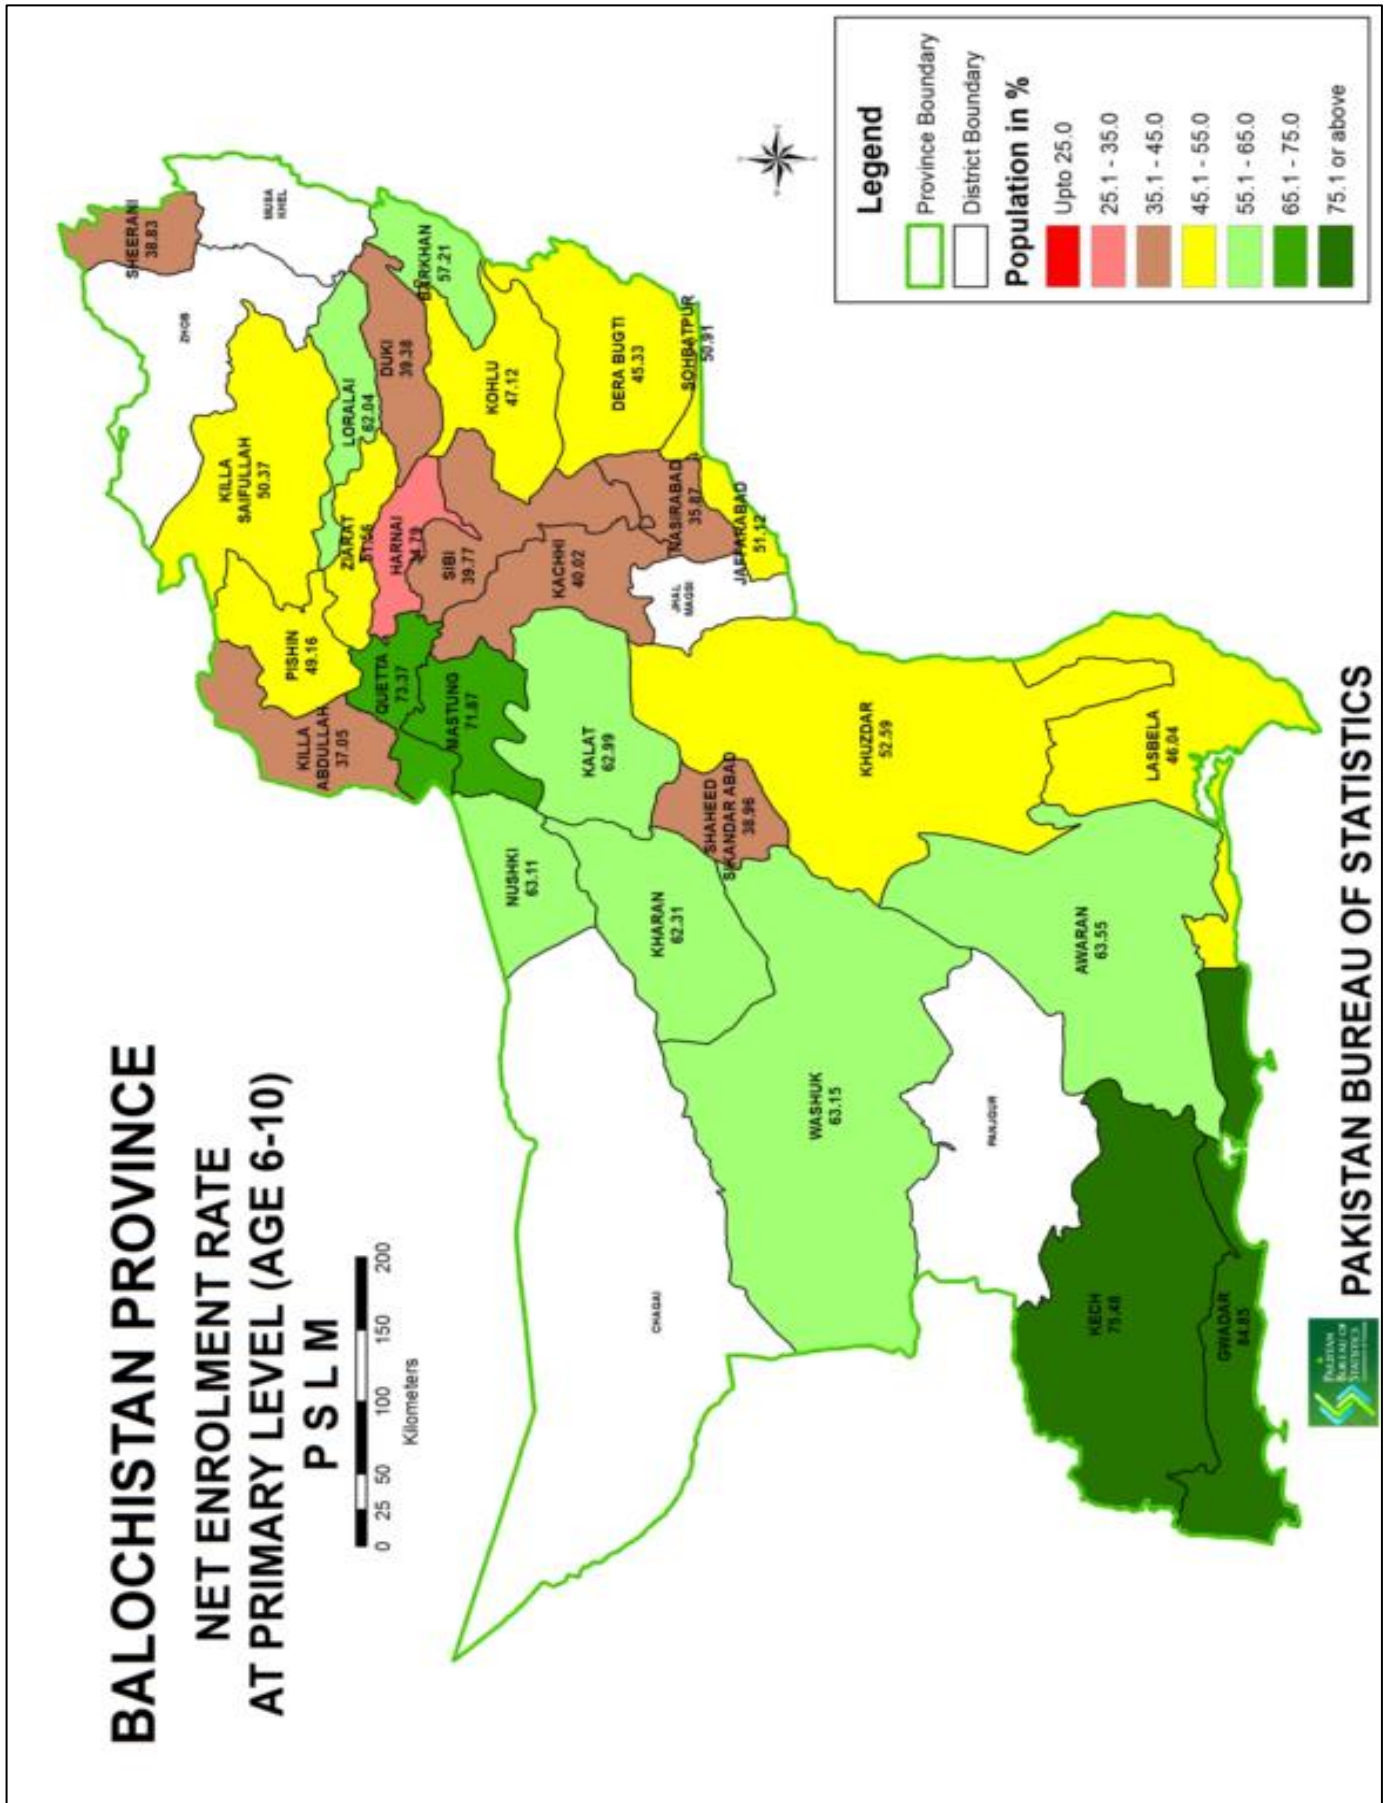 BALOCHISTAN PROVINCE
NET ENROLMENT RATE
AT PRIMARY LEVEL (AGE 6-10)
P S L M
0 25 50 100 150 200
Kilometers
SHEERANI
38.83
MUSA
KHEL
ZHOB
KILLA
SAIFULLAH
50.37
LORALAI
62.04
DUKI
39.38
BARKHAN
57.21
KOHLU
47.12
DERA BUGTI
45.33
SOHBATPUR
50.91
ZIARAT
HARNAI
SIBI
39.77
KACHHI
40.02
NASIRABAD
35.87
JAFFARABAD
51.12
JHAL
MAGSI
PISHIN
49.16
KILLA
ABDULLAH
37.05
QUETTA
73.37
MASTUNG
KALAT
62.99
SHAHEED
SIKANDAR ABAD
38.96
KHUZDAR
52.59
LASBELA
46.04
NUSHKI
63.11
KHARAN
62.31
WASHUK
63.15
AWARAN
63.55
PANJGUR
CHAGAI
KECH
75.48
GWADAR
84.85
Legend
Province Boundary
District Boundary
Population in %
Upto 25.0
25.1 - 35.0
35.1 - 45.0
45.1 - 55.0
55.1 - 65.0
65.1 - 75.0
75.1 or above
PAKISTAN
BUREAU OF
STATISTICS
PAKISTAN BUREAU OF STATISTICS